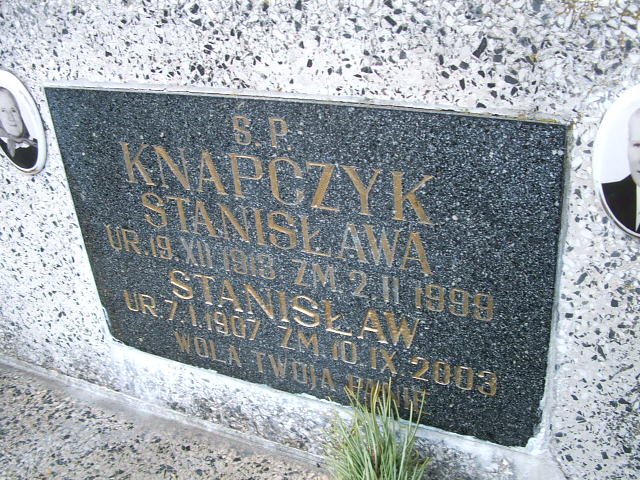 Ś.P.
KNAPCZYK
STANISŁAWA
UR.19.XII 1913 ZM 2.II 1999
STANISŁAW
UR.7.I.1907 ZM 10.IX 2003
WOLA TWOJA PANIE